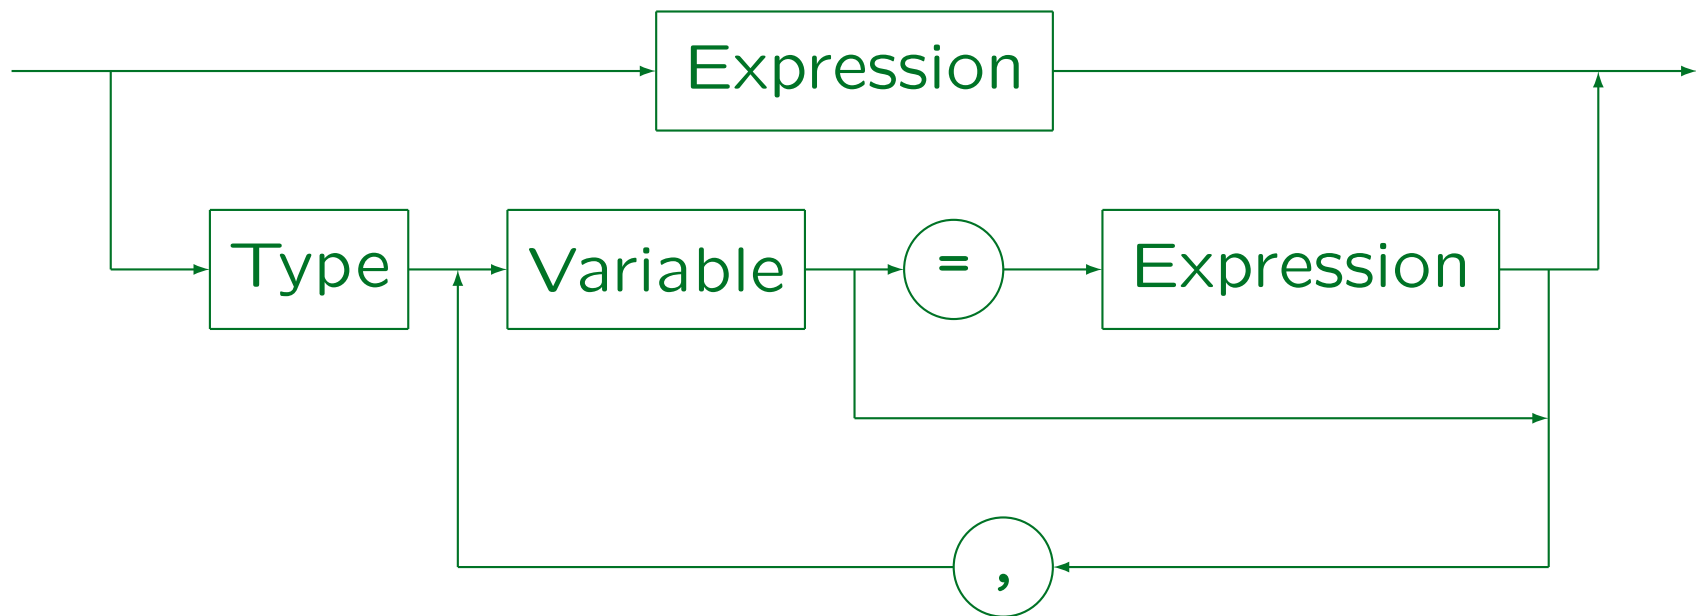 Expression
Type Variable = Expression
,